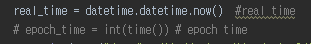 real_time = datetime.datetime.now()  #real time
# epoch_time = int(time()) # epoch time